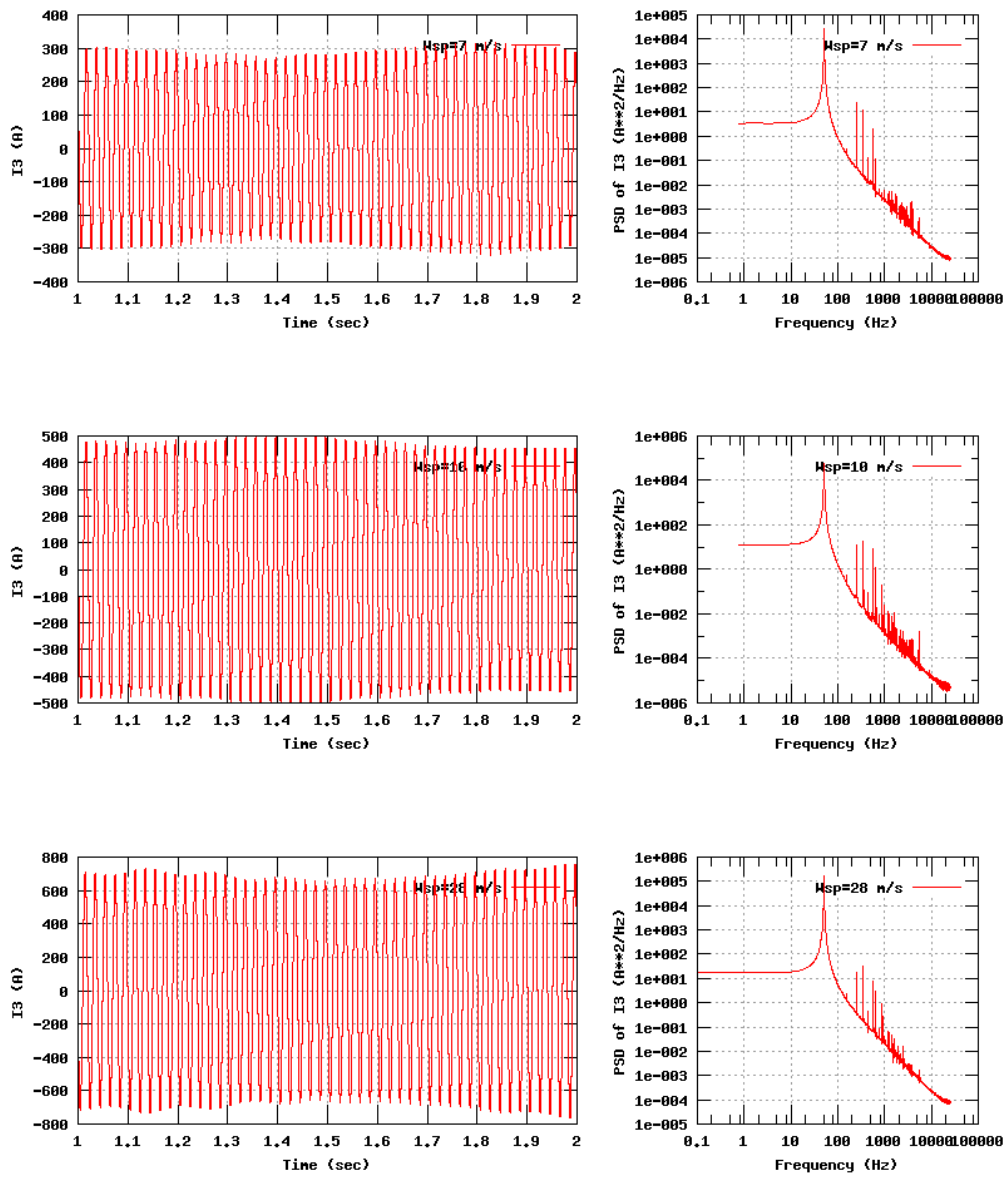 400
300
200
100
0
-100
-200
-300
-400
I3 (A)
Wsp=7 m/s
1 1.1 1.2 1.3 1.4 1.5 1.6 1.7 1.8 1.9 2
Time (sec)
1e+005
1e+004
1e+003
1e+002
1e+001
1e+000
1e-001
1e-002
1e-003
1e-004
1e-005
1e-006
PSD of I3 (A**2/Hz)
Wsp=7 m/s
0.1 1 10 100 1000 10000 100000
Frequency (Hz)
500
400
300
200
100
0
-100
-200
-300
-400
-500
I3 (A)
Wsp=10 m/s
1 1.1 1.2 1.3 1.4 1.5 1.6 1.7 1.8 1.9 2
Time (sec)
1e+006
1e+004
1e+002
1e+000
1e-002
1e-004
1e-006
PSD of I3 (A**2/Hz)
Wsp=10 m/s
0.1 1 10 100 1000 10000 100000
Frequency (Hz)
800
600
400
200
0
-200
-400
-600
-800
I3 (A)
Wsp=28 m/s
1 1.1 1.2 1.3 1.4 1.5 1.6 1.7 1.8 1.9 2
Time (sec)
1e+006
1e+005
1e+004
1e+003
1e+002
1e+001
1e+000
1e-001
1e-002
1e-003
1e-004
1e-005
PSD of I3 (A**2/Hz)
Wsp=28 m/s
0.1 1 10 100 1000 10000 100000
Frequency (Hz)